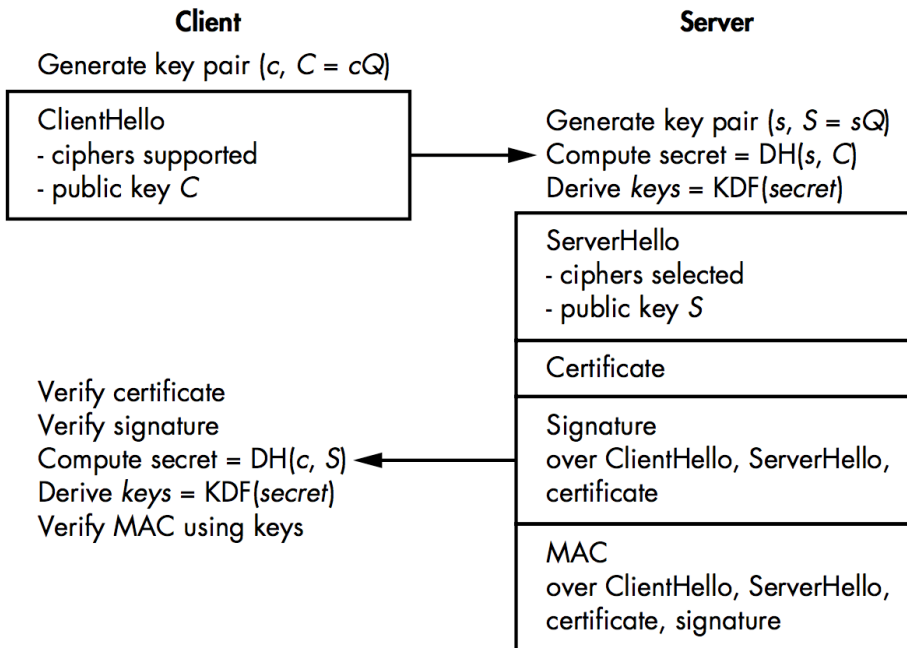 Client
Server
Generate key pair (c, C = cQ)
ClientHello
- ciphers supported
- public key C
Generate key pair (s, S = sQ)
Compute secret = DH(s, C)
Derive keys = KDF(secret)
ServerHello
- ciphers selected
- public key S
Certificate
Signature
over ClientHello, ServerHello,
certificate
MAC
over ClientHello, ServerHello,
certificate, signature
Verify certificate
Verify signature
Compute secret = DH(c, S)
Derive keys = KDF(secret)
Verify MAC using keys